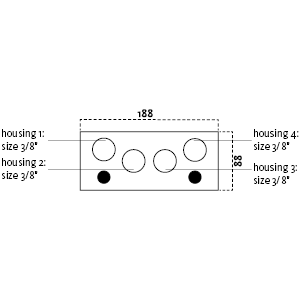 188
housing 1:
size 3/8"
housing 2:
size 3/8"
housing 4:
size 3/8"
88
housing 3:
size 3/8"